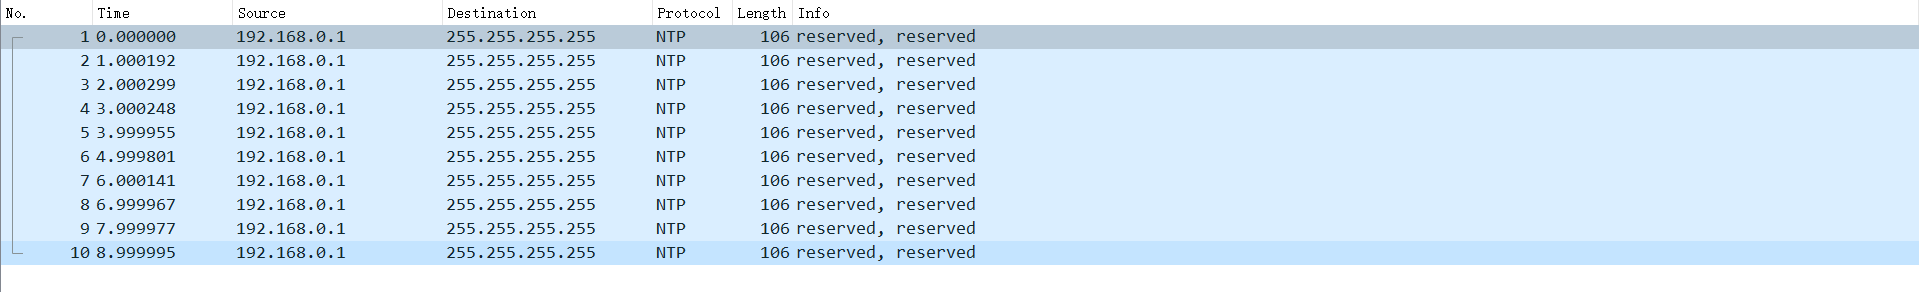 No. Time Source Destination Protocol Length Info
1 0.000000 192.168.0.1 255.255.255.255 NTP 106 reserved, reserved
2 1.000192 192.168.0.1 255.255.255.255 NTP 106 reserved, reserved
3 2.000299 192.168.0.1 255.255.255.255 NTP 106 reserved, reserved
4 3.000248 192.168.0.1 255.255.255.255 NTP 106 reserved, reserved
5 3.999955 192.168.0.1 255.255.255.255 NTP 106 reserved, reserved
6 4.999801 192.168.0.1 255.255.255.255 NTP 106 reserved, reserved
7 6.000141 192.168.0.1 255.255.255.255 NTP 106 reserved, reserved
8 6.999967 192.168.0.1 255.255.255.255 NTP 106 reserved, reserved
9 7.999977 192.168.0.1 255.255.255.255 NTP 106 reserved, reserved
10 8.999995 192.168.0.1 255.255.255.255 NTP 106 reserved, reserved